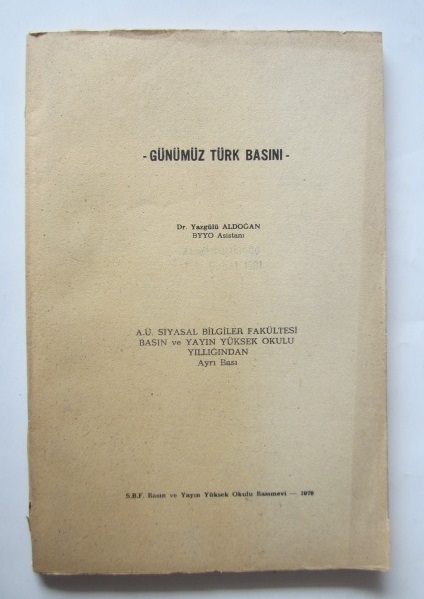 - GÜNÜMÜZ TÜRK BASINI -
Dr. Yazgülü ALDOĞAN
BYYO Asistanı
A.Ü. SİYASAL BİLGİLER FAKÜLTESİ
BASIN ve YAYIN YÜKSEK OKULU
YILLIĞINDAN
Ayrı Bası
S.B.F. Basın ve Yayın Yüksek Okulu Basımevi — 1978